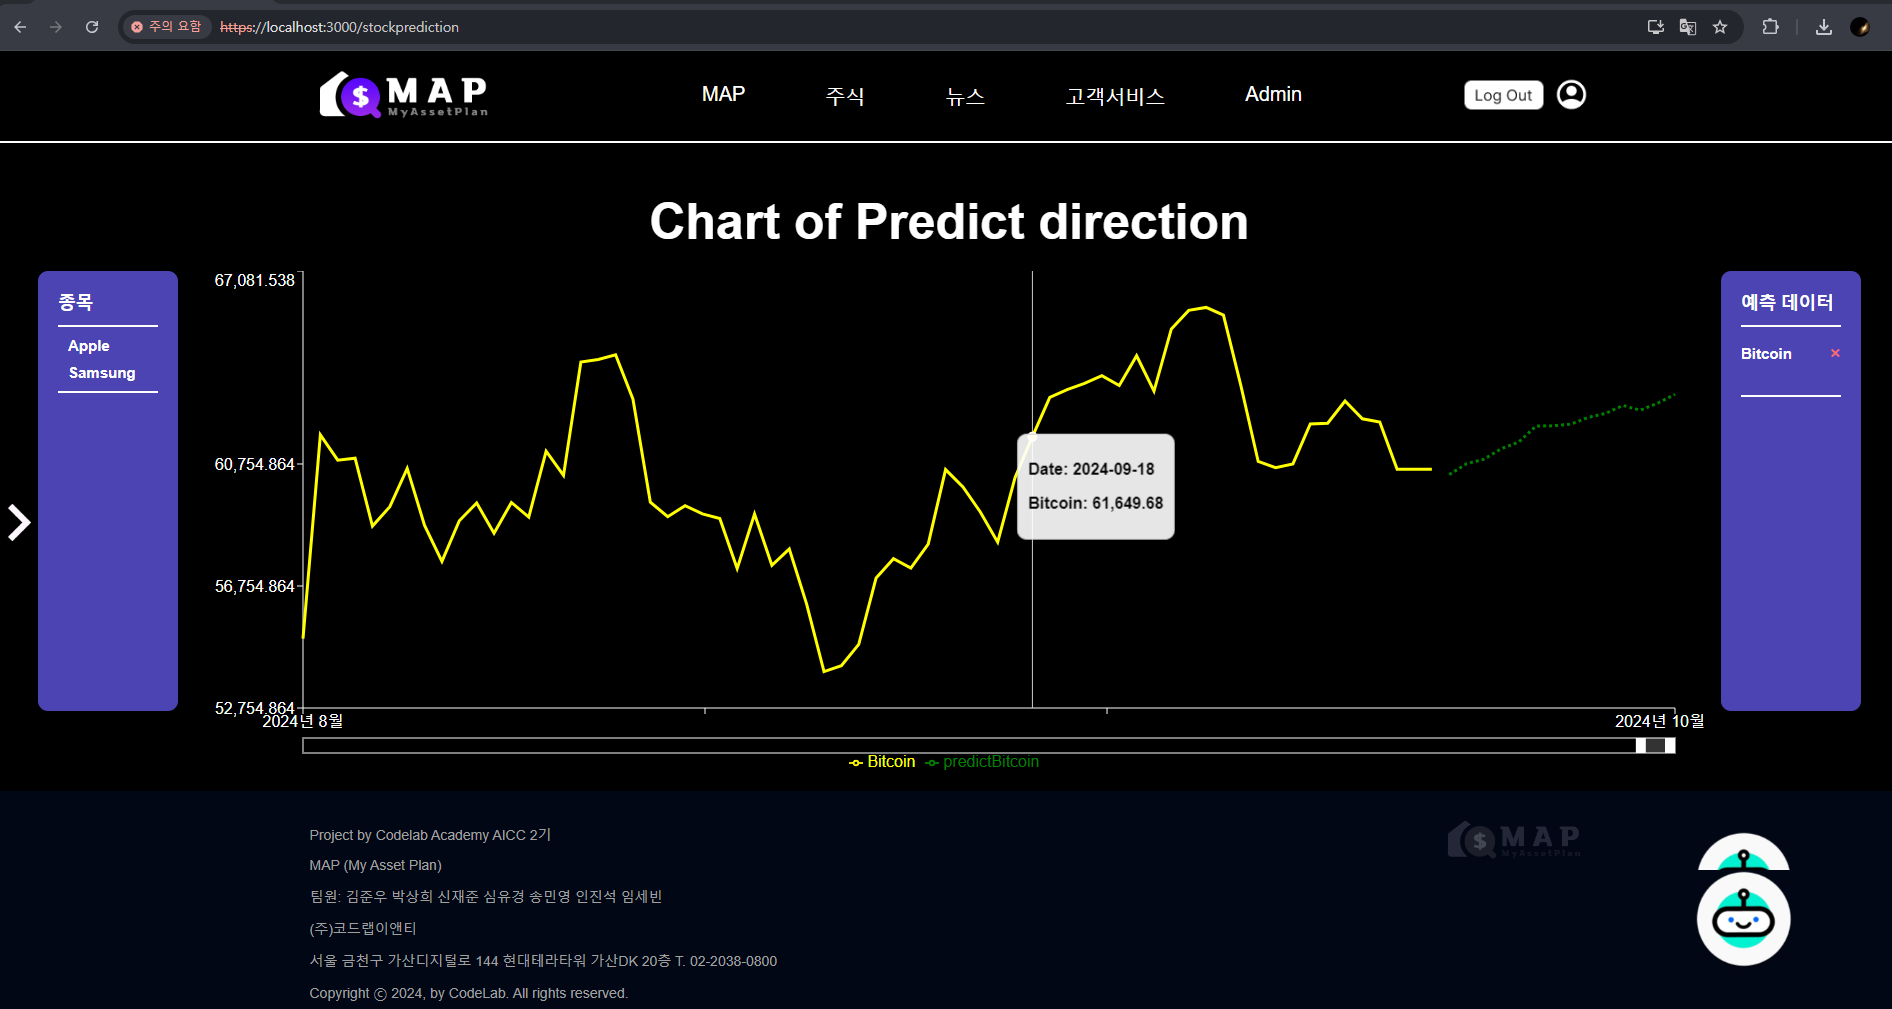 주의 요함 https://localhost:3000/stockprediction
$ MAP
MyAssetPlan
MAP 주식 뉴스 고객서비스 Admin Log Out
Chart of Predict direction
종목
Apple
Samsung
67,081.538
60,754.864
56,754.864
52,754.864
2024년 8월
2024년 10월
Date: 2024-09-18
Bitcoin: 61,649.68
예측 데이터
Bitcoin ×
Bitcoin predictBitcoin
Project by Codelab Academy AICC 2기
MAP (My Asset Plan)
팀원: 김준우 박상희 신재준 심유경 송민영 인진석 임세빈
(주)코드랩이앤티
서울 금천구 가산디지털로 144 현대테라타워 가산DK 20층 T. 02-2038-0800
Copyright ⓒ 2024, by CodeLab. All rights reserved.
$ MAP
MyAssetPlan